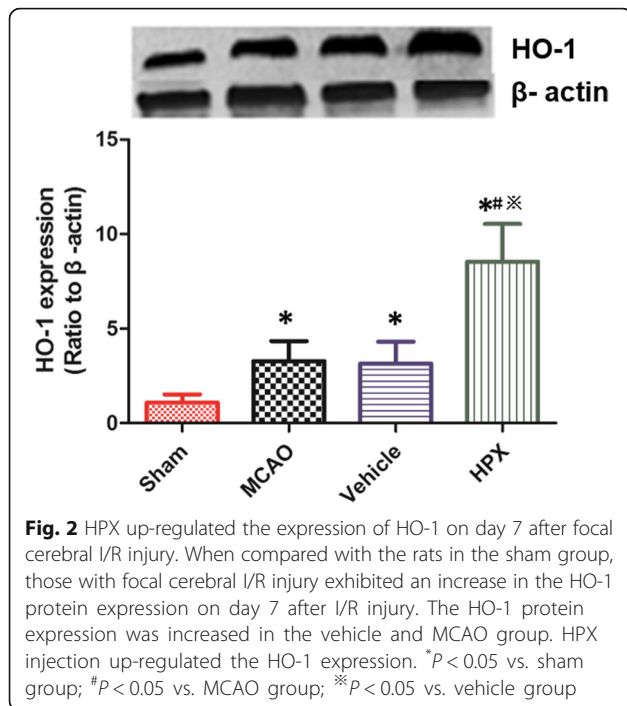 HO-1
β- actin
15
10
5
0
HO-1 expression
(Ratio to β -actin)
*
*
*#※
Sham
MCAO
Vehicle
HPX
Fig. 2 HPX up-regulated the expression of HO-1 on day 7 after focal
cerebral I/R injury. When compared with the rats in the sham group,
those with focal cerebral I/R injury exhibited an increase in the HO-1
protein expression on day 7 after I/R injury. The HO-1 protein
expression was increased in the vehicle and MCAO group. HPX
injection up-regulated the HO-1 expression. *P < 0.05 vs. sham
group; #P < 0.05 vs. MCAO group; ※P < 0.05 vs. vehicle group